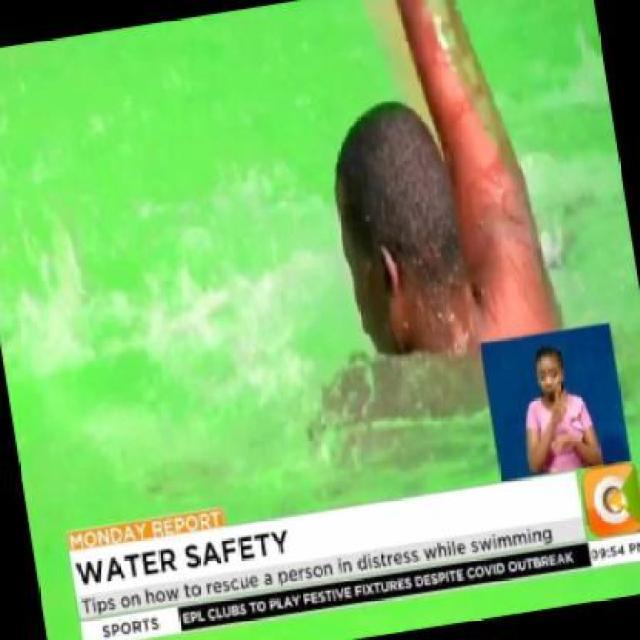 MONDAY REPORT
WATER SAFETY
Tips on how to rescue a person in distress while swimming
SPORTS EPL CLUBS TO PLAY FESTIVE FIXTURES DESPITE COVID OUTBREAK 09:54 PM